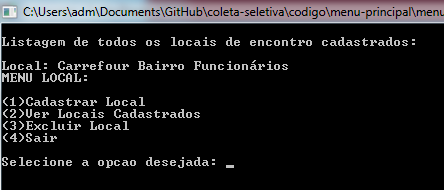 C:\Users\adm\Documents\GitHub\coleta-seletiva\codigo\menu-principal\menu
Listagem de todos os locais de encontro cadastrados:
Local: Carrefour Bairro Funcionários
MENU LOCAL:
(1)Cadastrar Local
(2)Ver Locais Cadastrados
(3)Excluir Local
(4)Sair
Selecione a opcao desejada: _